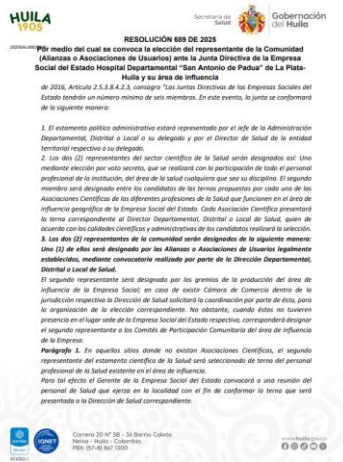 HUILA
1905
Secretaría de
Salud
Gobernación
del Huila
RESOLUCIÓN 689 DE 2025
Por medio del cual se convoca la elección del representante de la Comunidad
(Alianzas o Asociaciones de Usuarios) ante la Junta Directiva de la Empresa
Social del Estado Hospital Departamental "San Antonio de Padua" de La Plata-
Huila y su área de influencia
de 2016, Artículo 2.5.3.8.4.2.3, consagra "Las Juntas Directivas de las Empresas Sociales del
Estado tendrán un número mínimo de seis miembros. En este evento, la junta se conformará
de la siguiente manera:
1. El estamento político administrativo estará representado por el Jefe de la Administración
Departamental, Distrital o Local o su delegado y por el Director de Salud de la entidad
territorial respectiva o su delegado.
2. Los dos (2) representantes del sector científico de la Salud serán designados así: Uno
mediante elección por voto secreto, que se realizará con participación de todo el personal
profesional de la institución, del área de la salud cualquiera que sea su disciplina. El segundo
miembro será designado entre los candidatos de las ternas propuestas por cada una de las
Asociaciones Científicas de las diferentes profesiones de la Salud que funcionen en el área de
influencia geográfica de la Empresa Social del Estado. Cada Asociación Científica presentará
la terna correspondiente al Director Departamental, Distrital o Local de Salud, quien de
acuerdo con las calidades científicas y administrativas de los candidatos realizará la selección.
3. Los dos (2) representantes de la comunidad serán designados de la siguiente manera:
Uno (1) de ellos será designado por las Alianzas o Asociaciones de Usuarios legalmente
establecidos, mediante convocatoria realizada por parte de la Dirección Departamental,
Distrital o Local de Salud.
El segundo representante será designado por los gremios de la producción del área de
influencia de la Empresa Social; en caso de existir Cámara de Comercio dentro de la
jurisdicción respectiva la Dirección de Salud solicitará la coordinación por parte de ésta, para
la organización de la elección correspondiente. No obstante, cuando éstos no tuvieren
presencia en el lugar sede de la Empresa Social del Estado respectiva, corresponderá designar
el segundo representante a los Comités de Participación Comunitaria del área de influencia
de la Empresa.
Parágrafo 1. En aquellos sitios donde no existan Asociaciones Científicas, el segundo
representante del estamento científico de la Salud será seleccionado de terna del personal
profesional de la Salud existente en el área de influencia.
Para tal efecto el Gerente de la Empresa Social del Estado convocará a una reunión del
personal de Salud que ejerza en la localidad con el fin de conformar la terna que será
presentada a la Dirección de Salud correspondiente.
IQNET
Carrera 20 Nº 5B - 36 Barrio Calixto
Neiva - Huila - Colombia.
PBX: (57+8) 867 1300
www.huila.gov.co